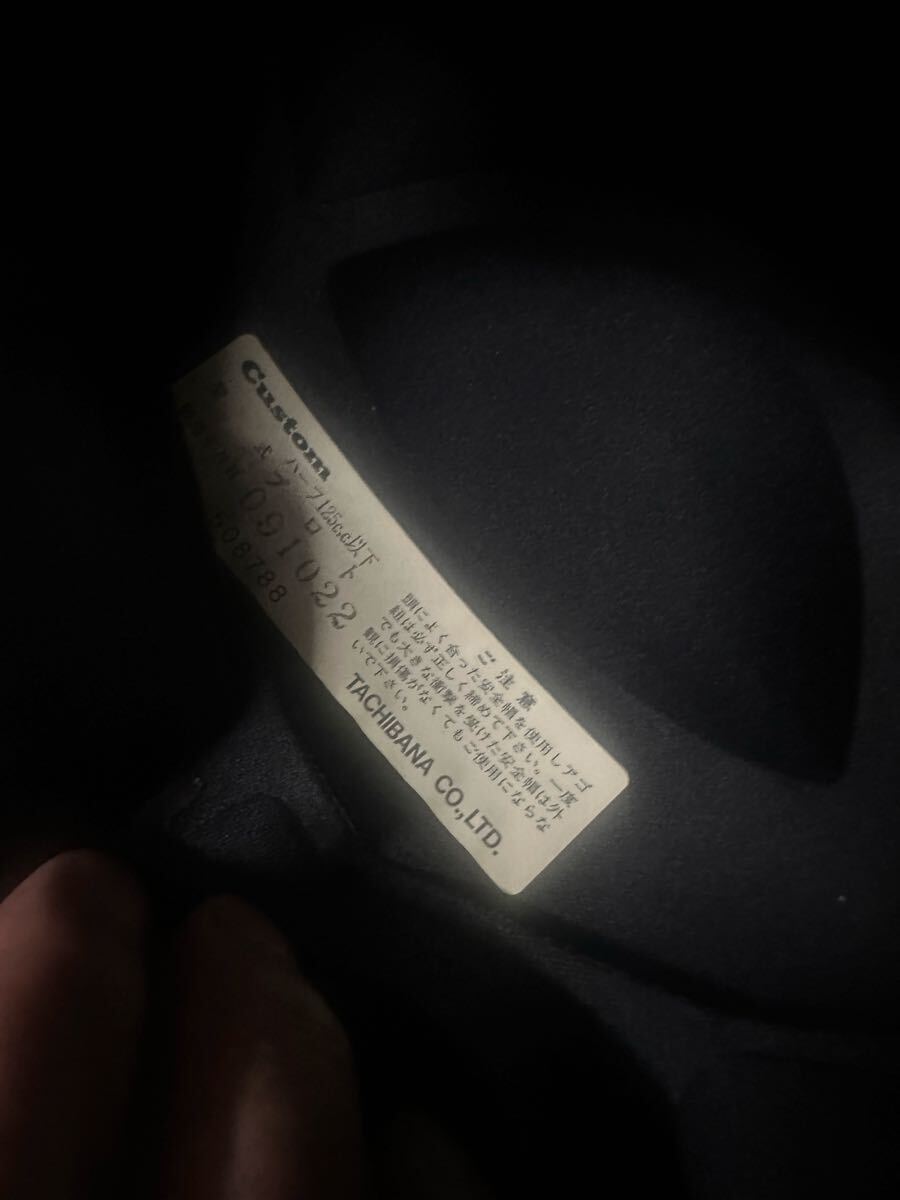 Custom
ハーフ125c.c以下
091022
508788
ご注意
頭によく合った安全帽を使用しアゴ
紐は必ず正しく締めて下さい。一度
でも大きな衝撃を受けた安全帽は外
観に損傷がなくてもご使用にならな
いで下さい。
TACHIBANA CO.,LTD.